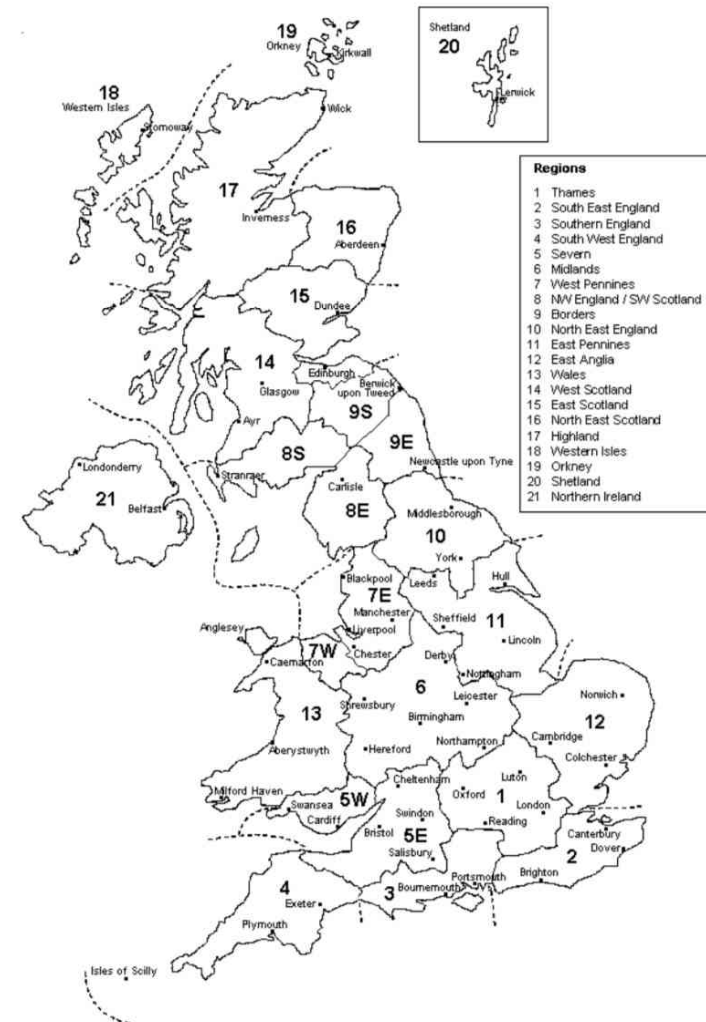 19
Orkney
Kirkwall
Shetland
20
Lerwick
18
Western Isles
Stornoway
Wick
17
Inverness
16
Aberdeen
15
Dundee
14
Glasgow
Edinburgh
Berwick
upon Tweed
9S
Ayr
8S
9E
Stranraer
Newcastle upon Tyne
Londonderry
21
Belfast
Carlisle
8E
Middlesborough
10
York
Blackpool
7E
Leeds
Hull
Manchester
Liverpool
Sheffield
11
Lincoln
Anglesey
Caernarfon
7W
Chester
Derby
Nottingham
6
Shrewsbury
Leicester
Norwich
13
Birmingham
12
Aberystwyth
Hereford
Northampton
Cambridge
Colchester
Milford Haven
Swansea
5W
Cardiff
Cheltenham
Swindon
Bristol
5E
Salisbury
Luton
Oxford
1
London
Reading
Canterbury
Dover
2
Brighton
Portsmouth
Bournemouth
3
4
Exeter
Plymouth
Isles of Scilly
Regions
1 Thames
2 South East England
3 Southern England
4 South West England
5 Severn
6 Midlands
7 West Pennines
8 NW England / SW Scotland
9 Borders
10 North East England
11 East Pennines
12 East Anglia
13 Wales
14 West Scotland
15 East Scotland
16 North East Scotland
17 Highland
18 Western Isles
19 Orkney
20 Shetland
21 Northern Ireland